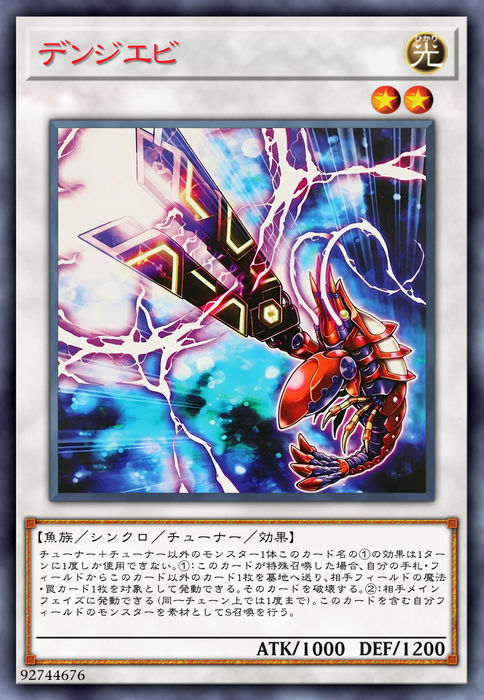 デンジエビ
ひかり
光
【魚族／シンクロ／チューナー／効果】
チューナー＋チューナー以外のモンスター1体このカード名の①の効果は1ターン
に1度しか使用できない。①:このカードが特殊召喚した場合、自分の手札・フ
ィールドからこのカード以外のカード1枚を墓地へ送り、相手フィールドの魔法
・罠カード1枚を対象として発動できる。そのカードを破壊する。②:相手メイン
フェイズに発動できる(同一チェーン上では1度まで)。このカードを含む自分フ
ィールドのモンスターを素材としてS召喚を行う。
ATK/1000 DEF/1200
92744676